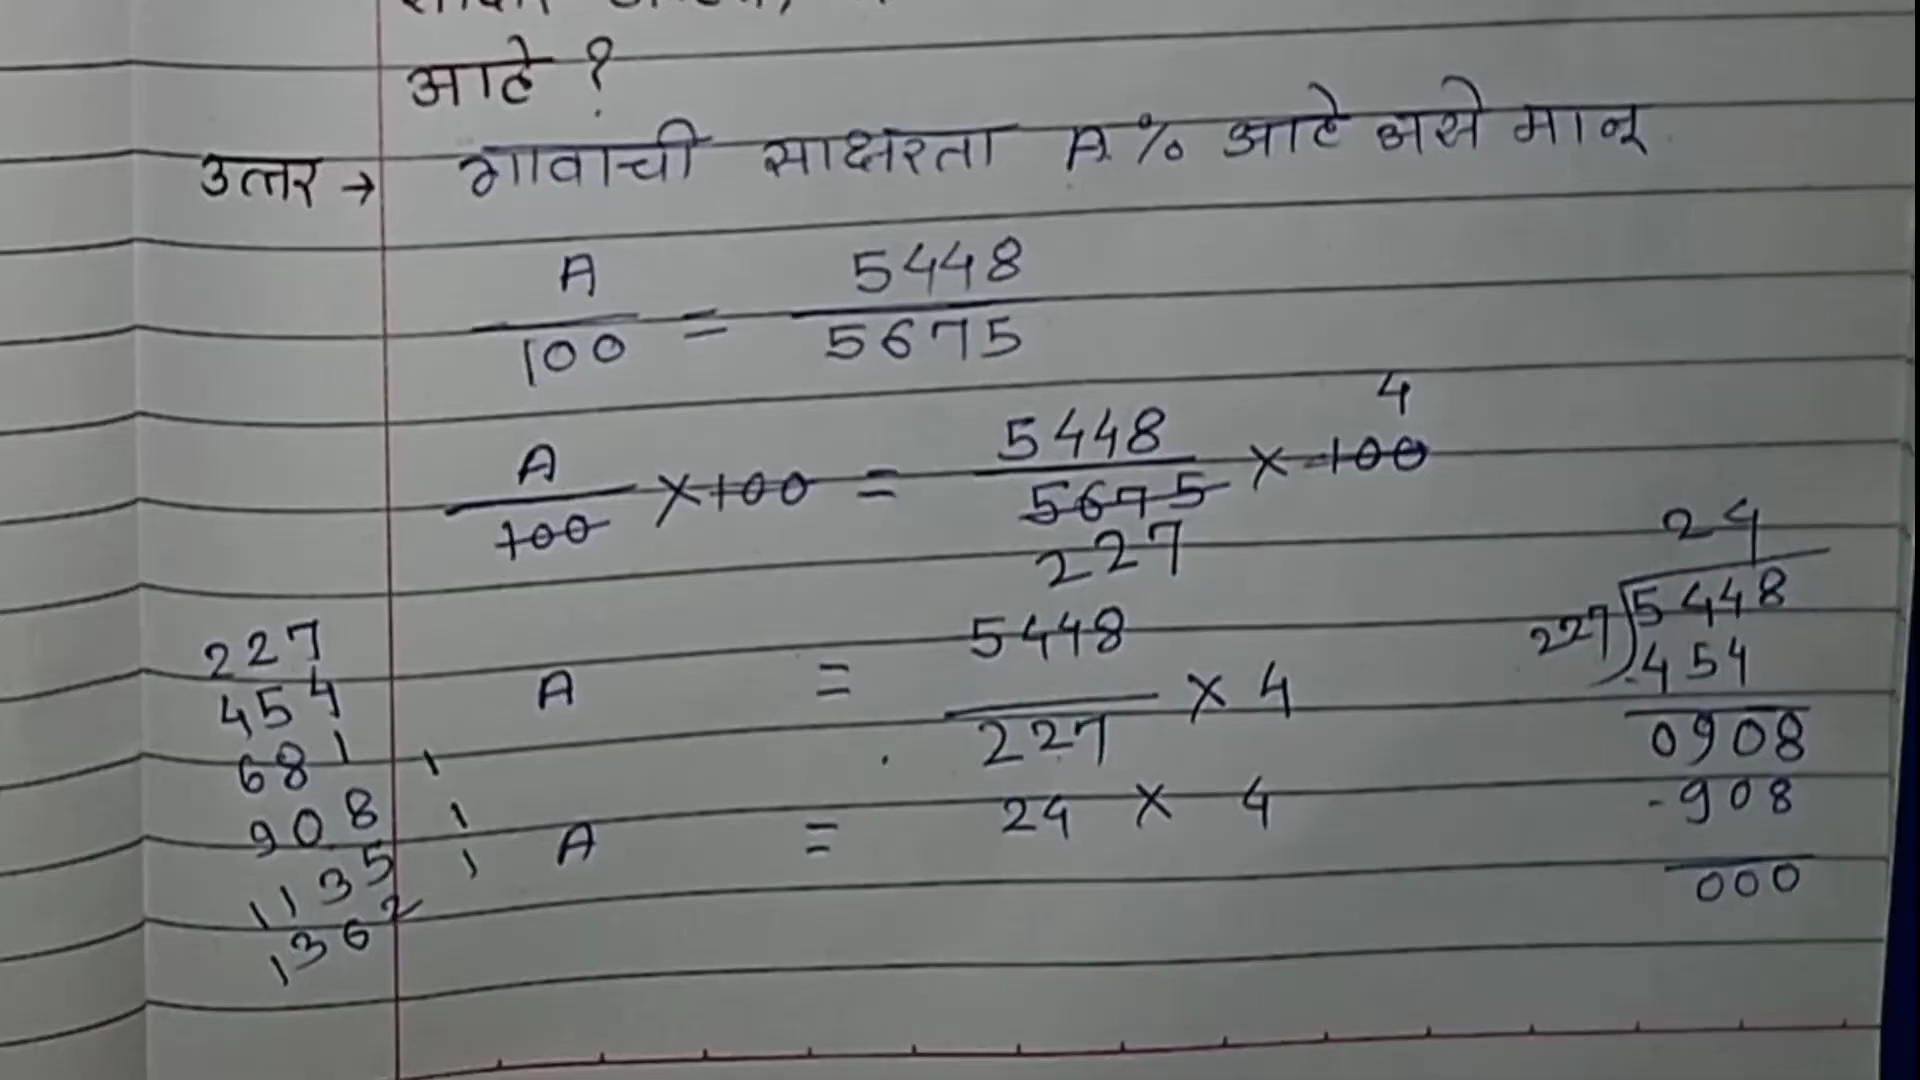 आहे ?
उत्तर → गावाची साक्षरता A % आहे असे मानू
A / 100 = 5448 / 5675
4
A / 100 × 100 = 5448 / 5675 × 100
227
A = 5448 / 227 × 4
A = 24 × 4
227
454
681
908
1135
1362
24
227 5448
- 454
0908
- 908
000